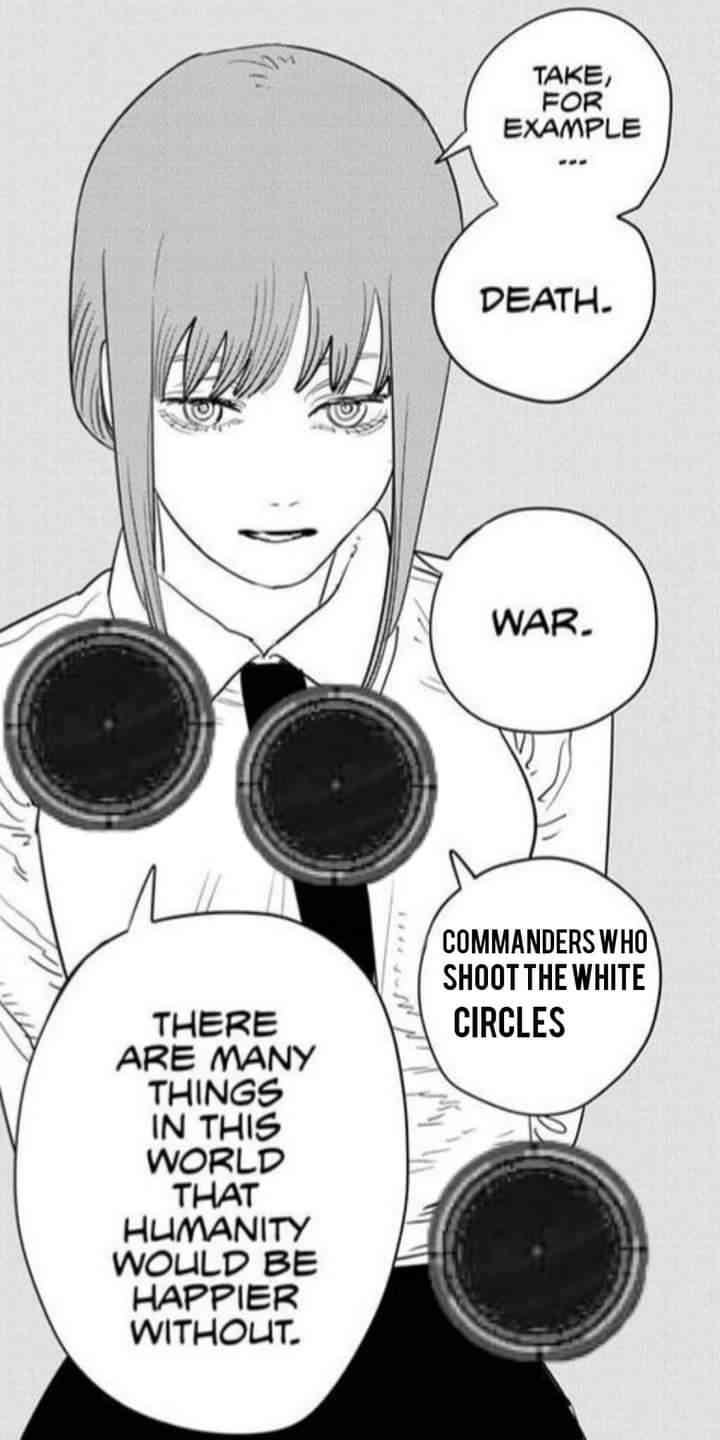 TAKE,
FOR
EXAMPLE
...
DEATH.
WAR.
COMMANDERS WHO
SHOOT THE WHITE
CIRCLES
THERE
ARE MANY
THINGS
IN THIS
WORLD
THAT
HUMANITY
WOULD BE
HAPPIER
WITHOUT.